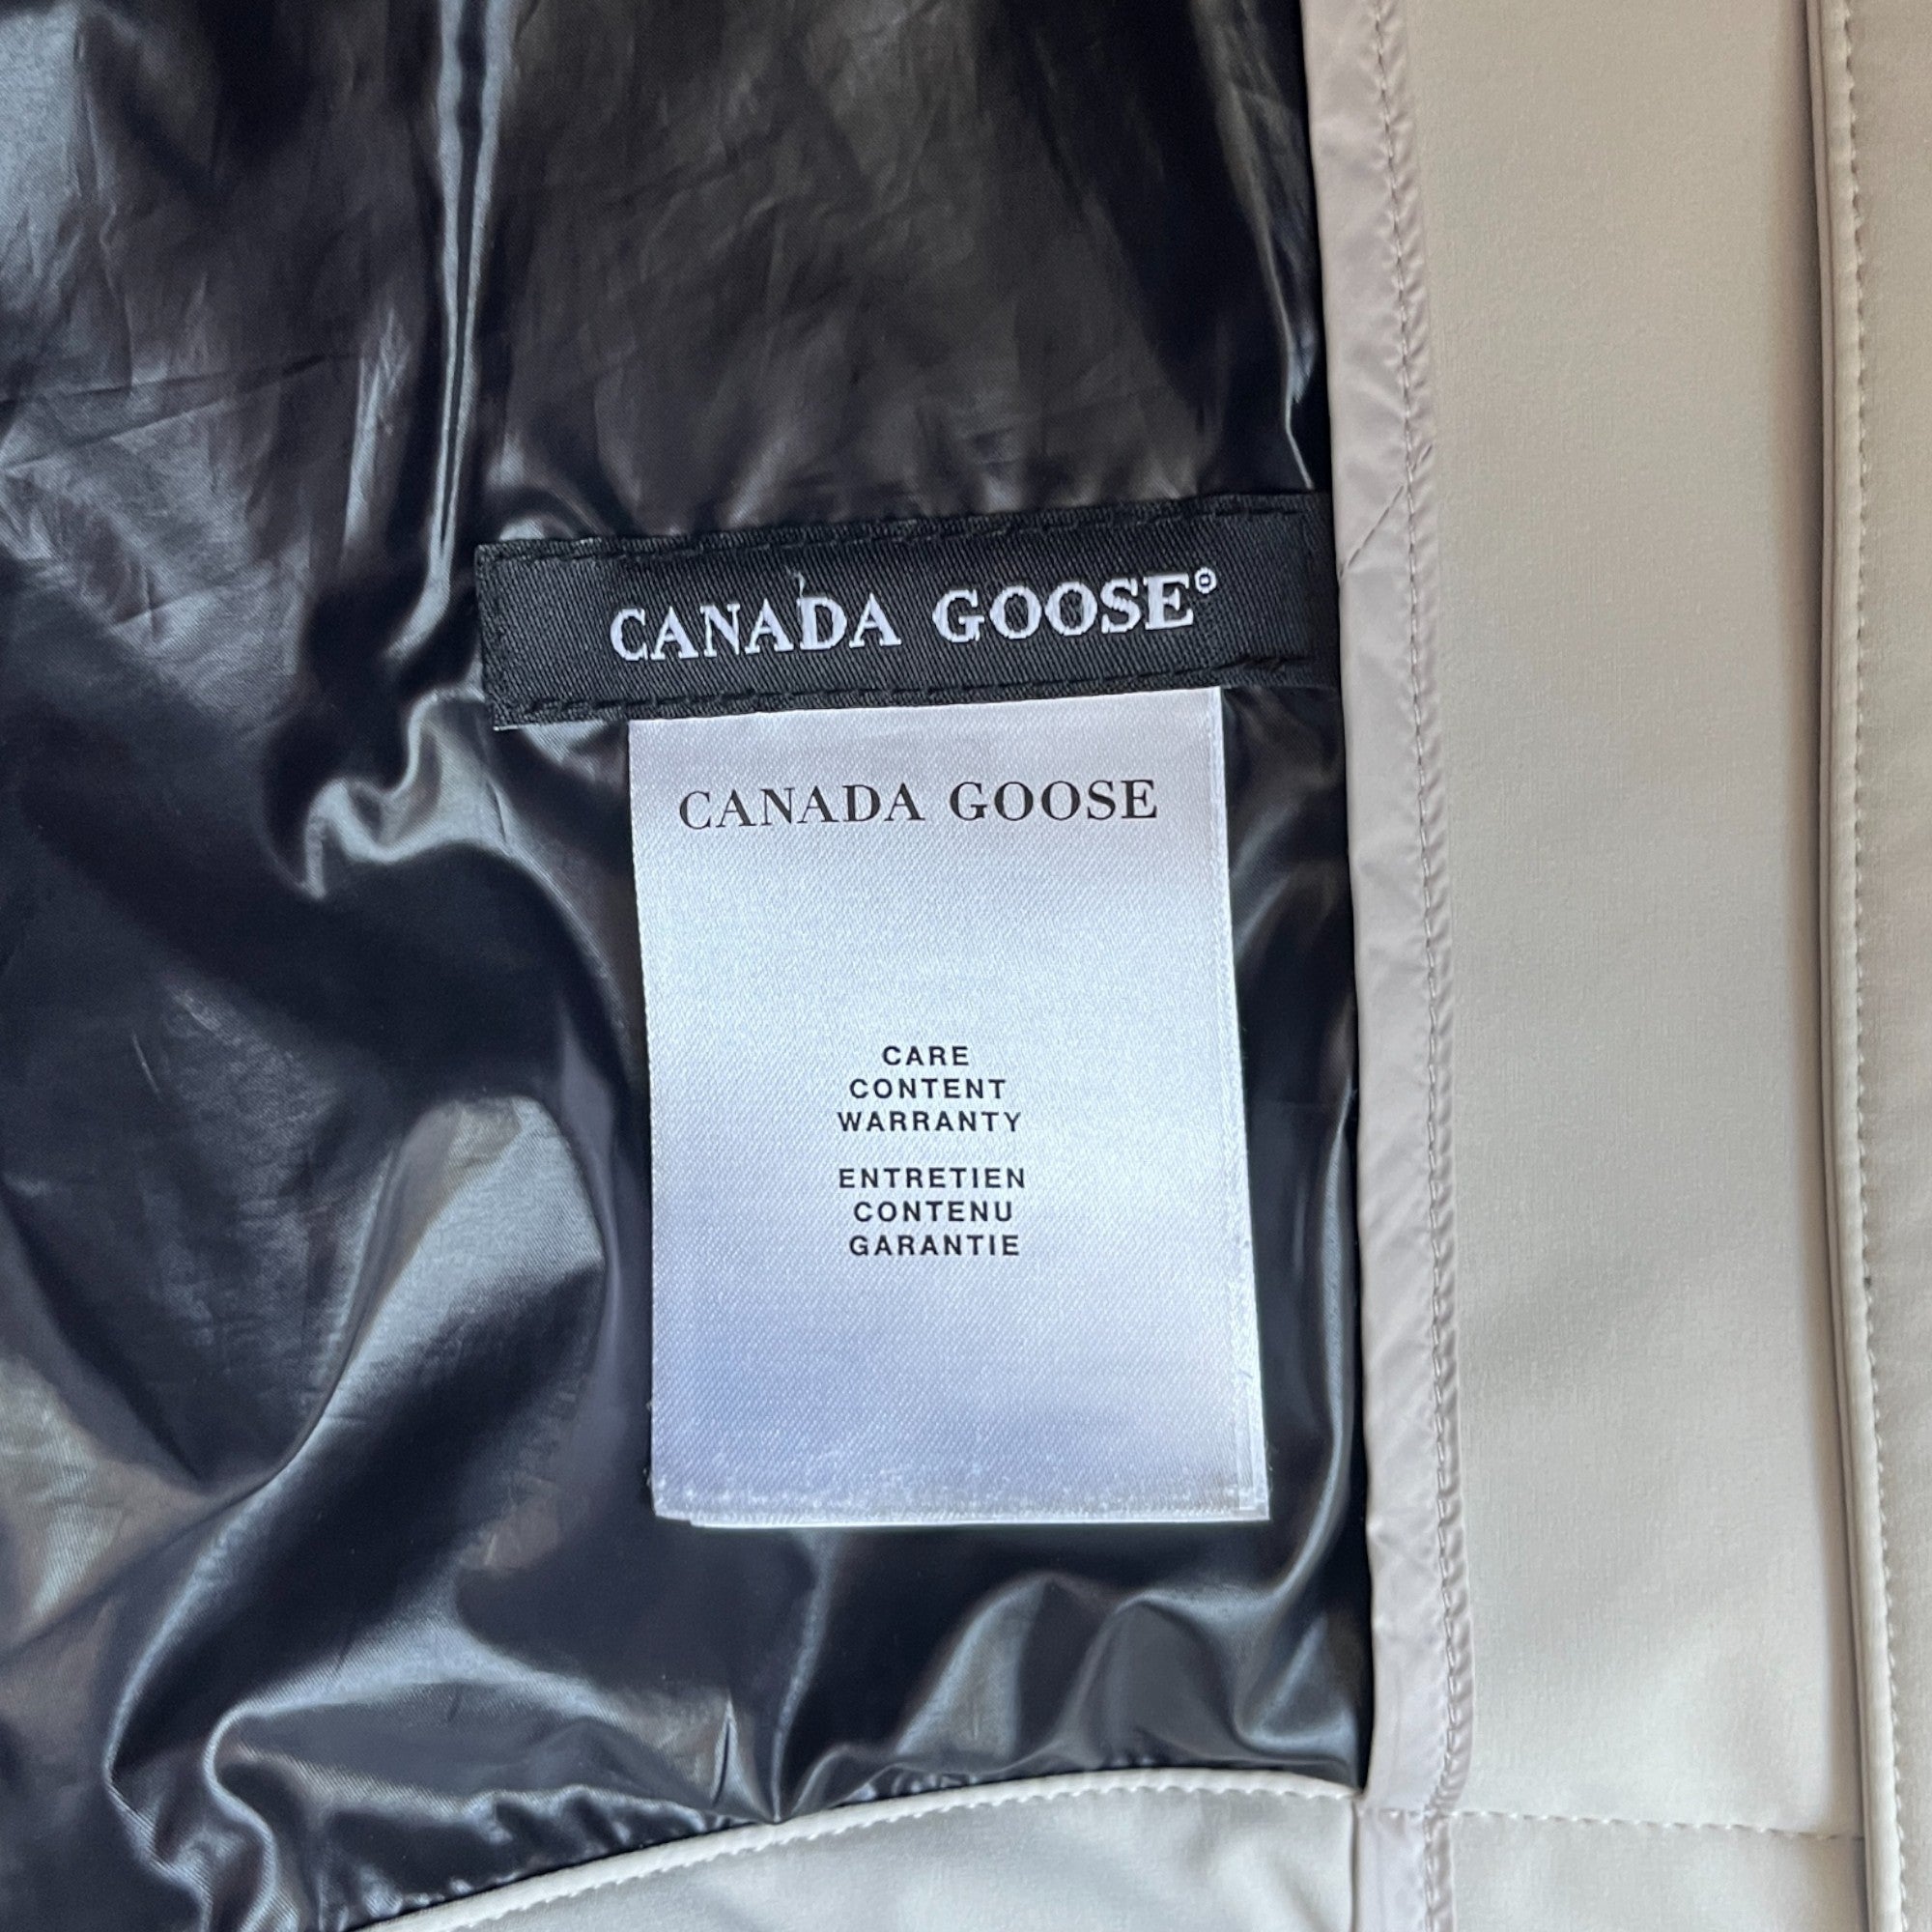 CANADA GOOSE®
CANADA GOOSE
CARE
CONTENT
WARRANTY
ENTRETIEN
CONTENU
GARANTIE